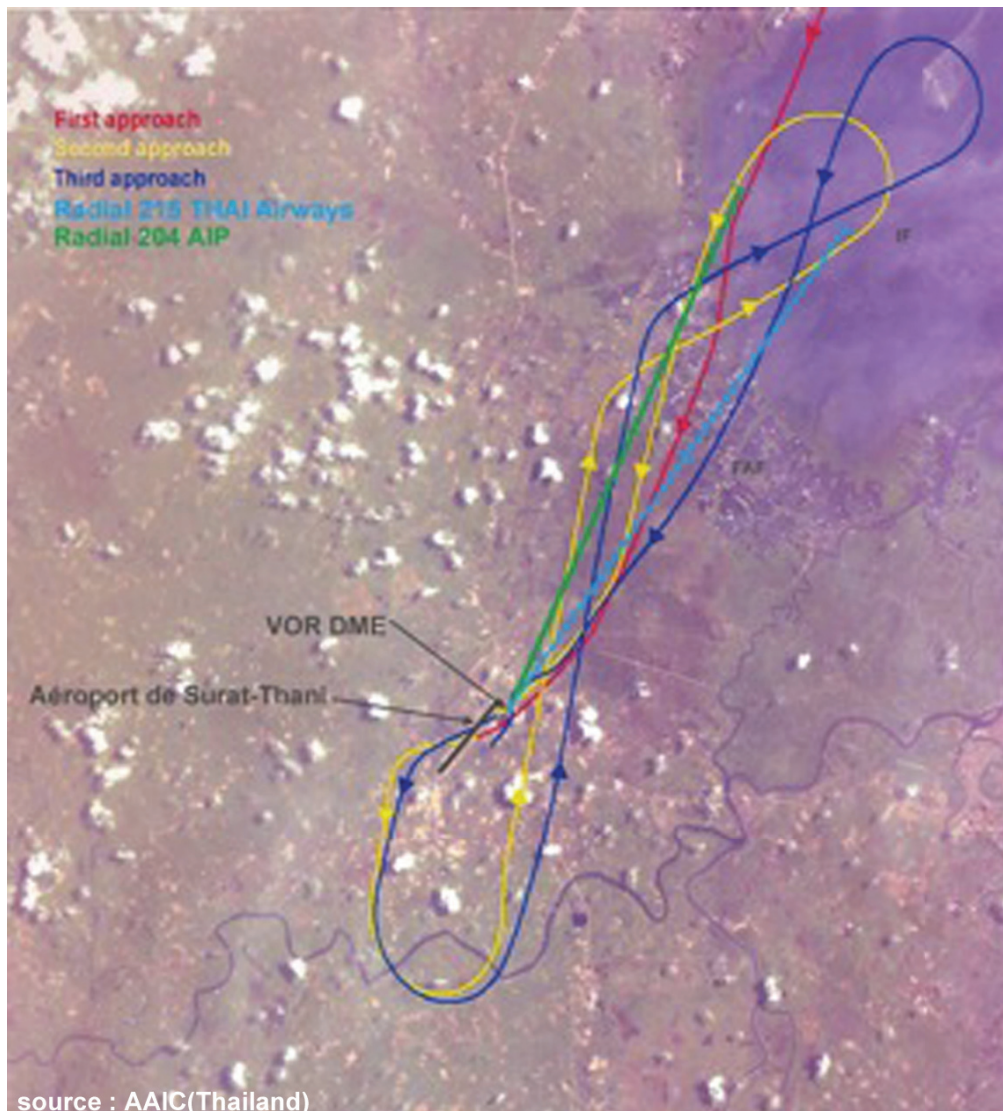 First approach
Second approach
Third approach
Radial 215 THAI Airways
Radial 204 AIP
IF
FAF
VOR DME
Aéroport de Surat-Thani
source : AAIC(Thailand)